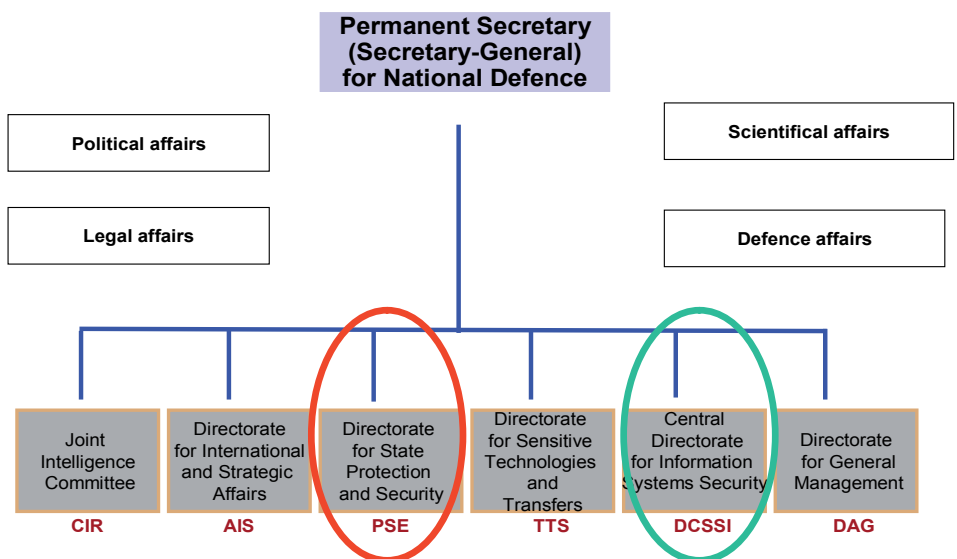 Permanent Secretary
(Secretary-General)
for National Defence
Political affairs
Scientifical affairs
Legal affairs
Defence affairs
Joint
Intelligence
Committee
CIR
Directorate
for International
and Strategic
Affairs
AIS
Directorate
for State
Protection
and Security
PSE
Directorate
for Sensitive
Technologies
and
Transfers
TTS
Central
Directorate
for Information
Systems Security
DCSSI
Directorate
for General
Management
DAG